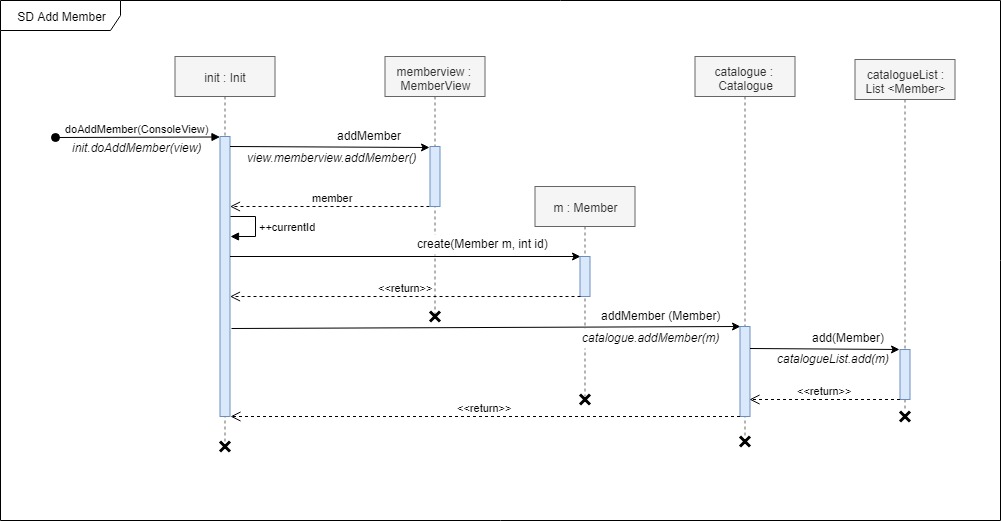 SD Add Member
init : Init
memberview :
MemberView
catalogue :
Catalogue
catalogueList :
List <Member>
doAddMember(ConsoleView)
init.doAddMember(view)
addMember
view.memberview.addMember()
member
m : Member
++currentId
create(Member m, int id)
<<return>>
addMember (Member)
catalogue.addMember(m)
add(Member)
catalogueList.add(m)
<<return>>
<<return>>